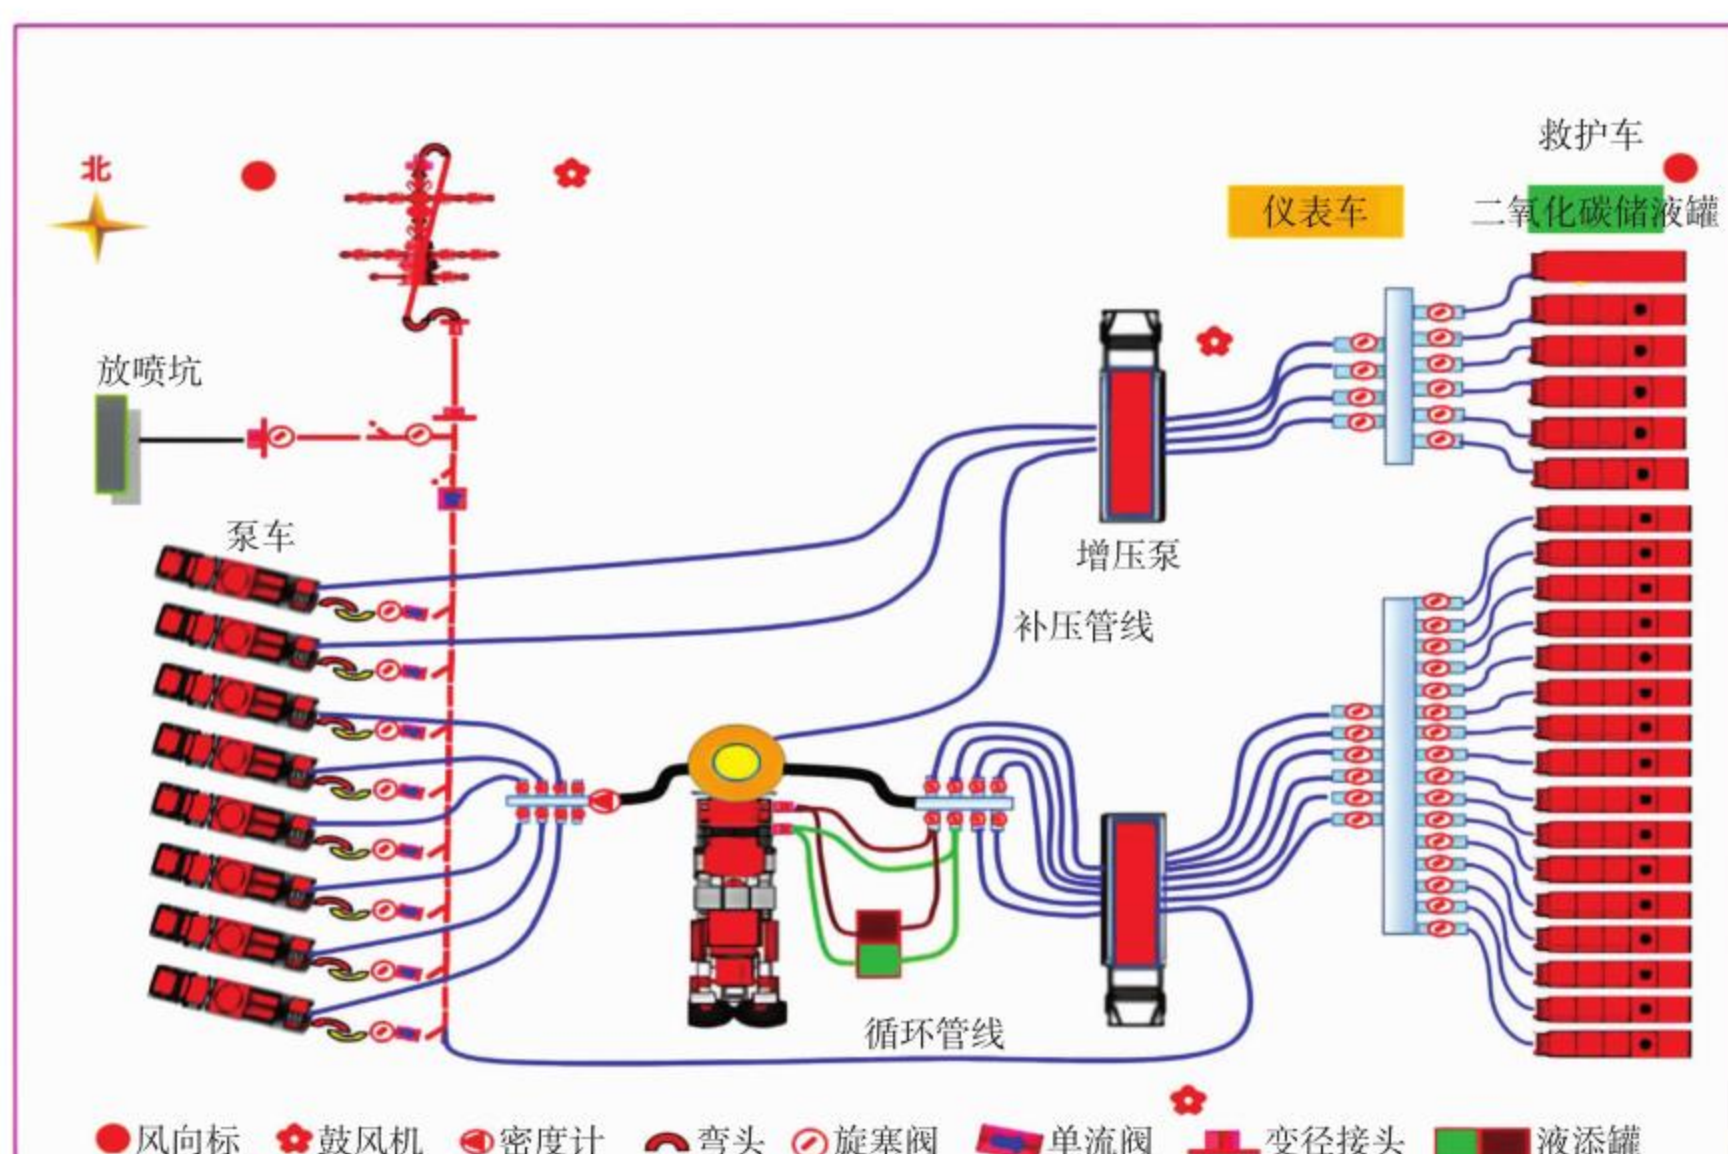 救护车
北
仪表车
二氧化碳储液罐
放喷坑
泵车
增压泵
补压管线
循环管线
风向标
鼓风机
密度计
弯头
旋塞阀
单流阀
变径接头
液添罐